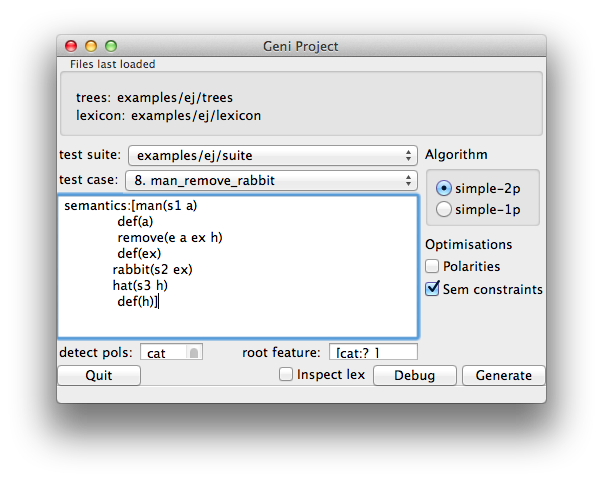 Geni Project
Files last loaded
trees: examples/ej/trees
lexicon: examples/ej/lexicon
test suite: examples/ej/suite
test case: 8. man_remove_rabbit
semantics:[man(s1 a)
def(a)
remove(e a ex h)
def(ex)
rabbit(s2 ex)
hat(s3 h)
def(h)]
Algorithm
simple-2p
simple-1p
Optimisations
Polarities
Sem constraints
detect pols: cat root feature: [cat:? ]
Quit Inspect lex Debug Generate